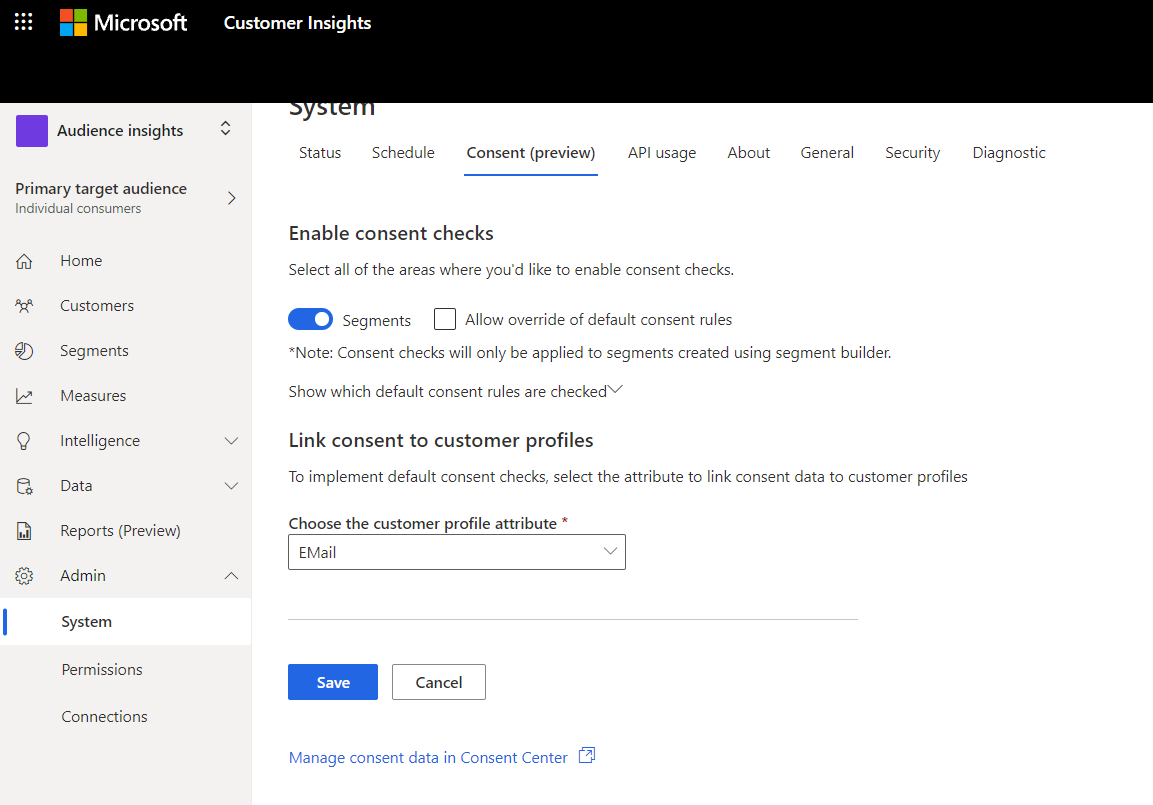 Microsoft Customer Insights
Audience insights
Primary target audience
Individual consumers
Home
Customers
Segments
Measures
Intelligence
Data
Reports (Preview)
Admin
System
Permissions
Connections
System
Status Schedule Consent (preview) API usage About General Security Diagnostic
Enable consent checks
Select all of the areas where you'd like to enable consent checks.
Segments Allow override of default consent rules
*Note: Consent checks will only be applied to segments created using segment builder.
Show which default consent rules are checked
Link consent to customer profiles
To implement default consent checks, select the attribute to link consent data to customer profiles
Choose the customer profile attribute *
EMail
Save Cancel
Manage consent data in Consent Center